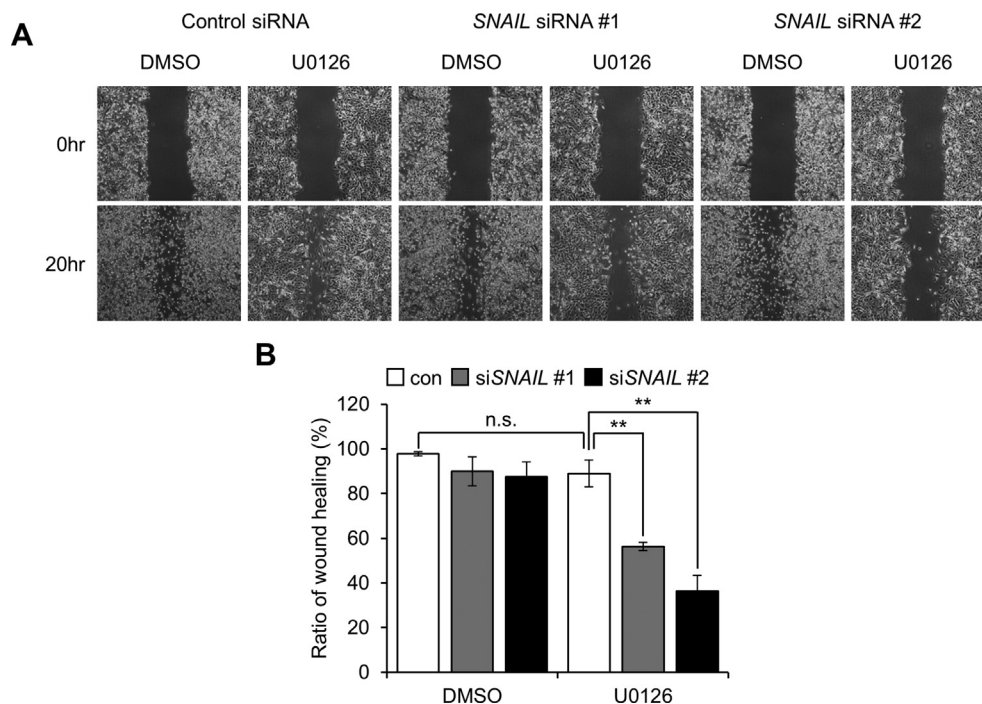 A
Control siRNA SNAIL siRNA #1 SNAIL siRNA #2
DMSO U0126 DMSO U0126 DMSO U0126
0hr
20hr
B
con siSNAIL #1 siSNAIL #2
Ratio of wound healing (%)
120
100
80
60
40
20
0
n.s.
**
**
DMSO U0126